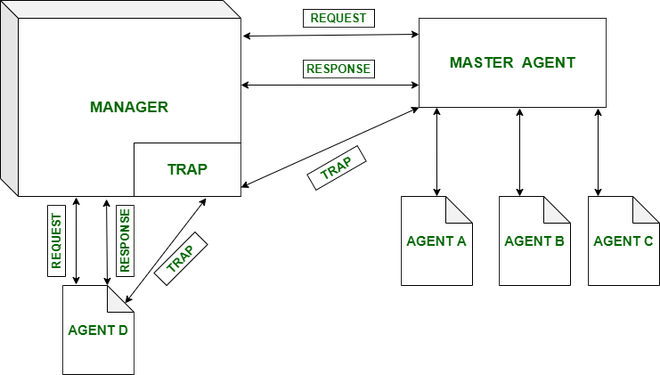 REQUEST
RESPONSE
MASTER AGENT
MANAGER
TRAP
TRAP
REQUEST
RESPONSE
TRAP
AGENT A
AGENT B
AGENT C
AGENT D